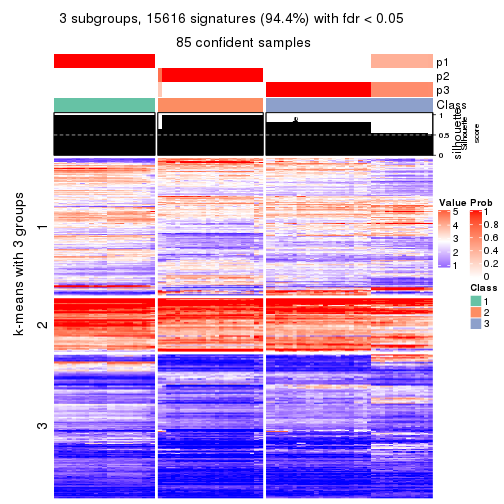 3 subgroups, 15616 signatures (94.4%) with fdr < 0.05
85 confident samples
p1
p2
p3
Class
1
0.5
0
silhouette
Silhouette
score
k-means with 3 groups
1
2
3
Value
5
4
3
2
1
Prob
1
0.8
0.6
0.4
0.2
0
Class
1
2
3